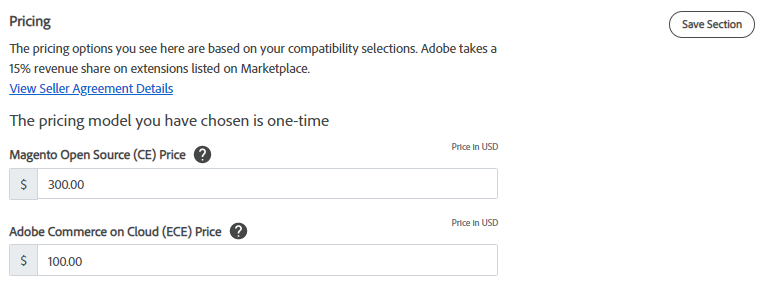 Pricing
Save Section
The pricing options you see here are based on your compatibility selections. Adobe takes a
15% revenue share on extensions listed on Marketplace.
View Seller Agreement Details
The pricing model you have chosen is one-time
Magento Open Source (CE) Price ?
Price in USD
$ 300.00
Adobe Commerce on Cloud (ECE) Price ?
Price in USD
$ 100.00